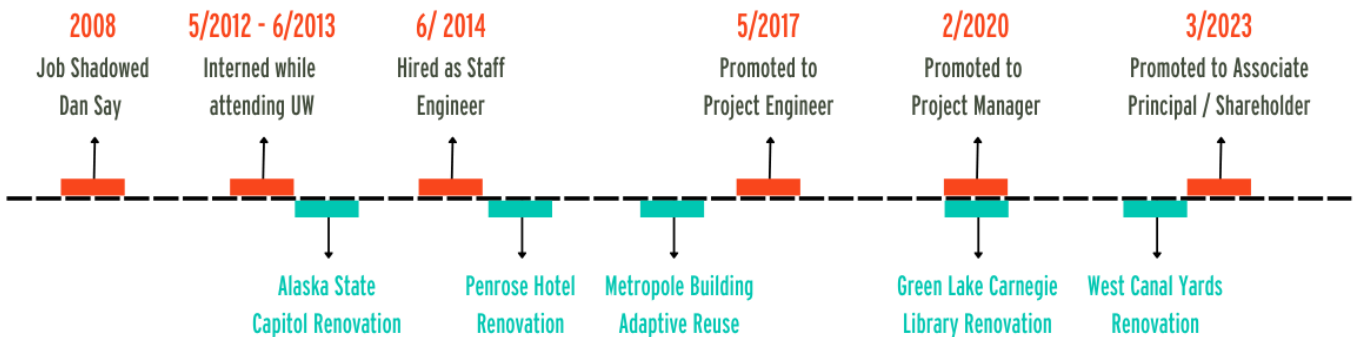 2008
Job Shadowed
Dan Say
5/2012 - 6/2013
Interned while
attending UW
6/ 2014
Hired as Staff
Engineer
5/2017
Promoted to
Project Engineer
2/2020
Promoted to
Project Manager
3/2023
Promoted to Associate
Principal / Shareholder
Alaska State
Capitol Renovation
Penrose Hotel
Renovation
Metropole Building
Adaptive Reuse
Green Lake Carnegie
Library Renovation
West Canal Yards
Renovation